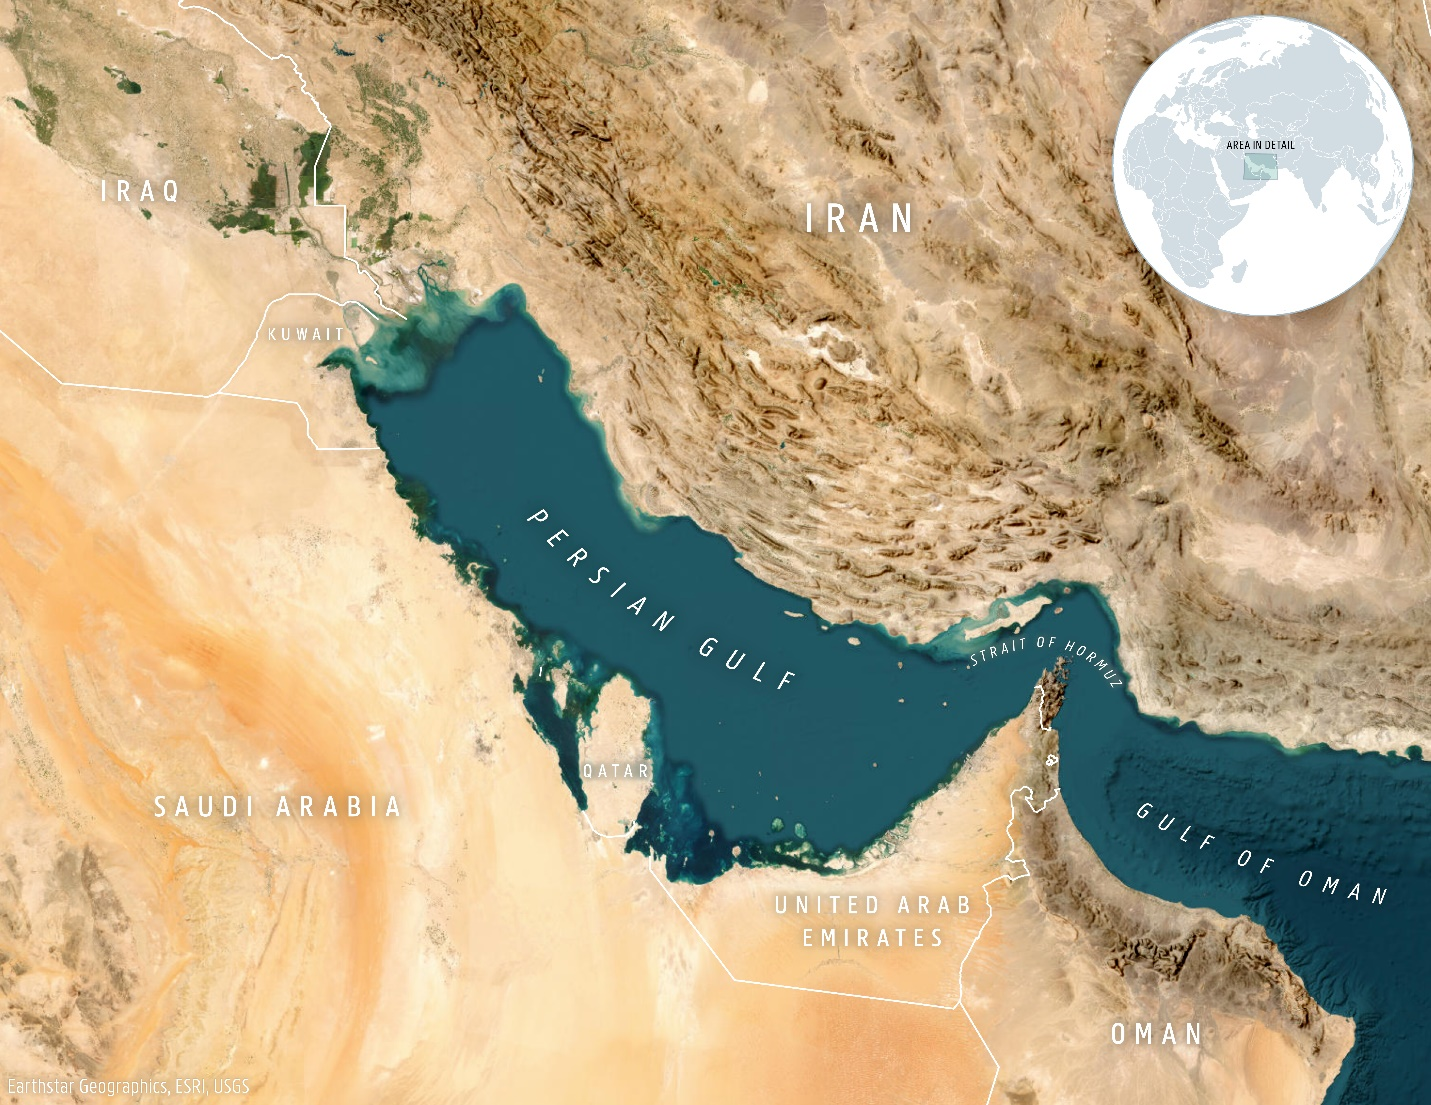 AREA IN DETAIL
IRAQ
IRAN
KUWAIT
PERSIAN GULF
STRAIT OF HORMUZ
QATAR
SAUDI ARABIA
GULF OF OMAN
UNITED ARAB
EMIRATES
OMAN
Earthstar Geographics, ESRI, USGS